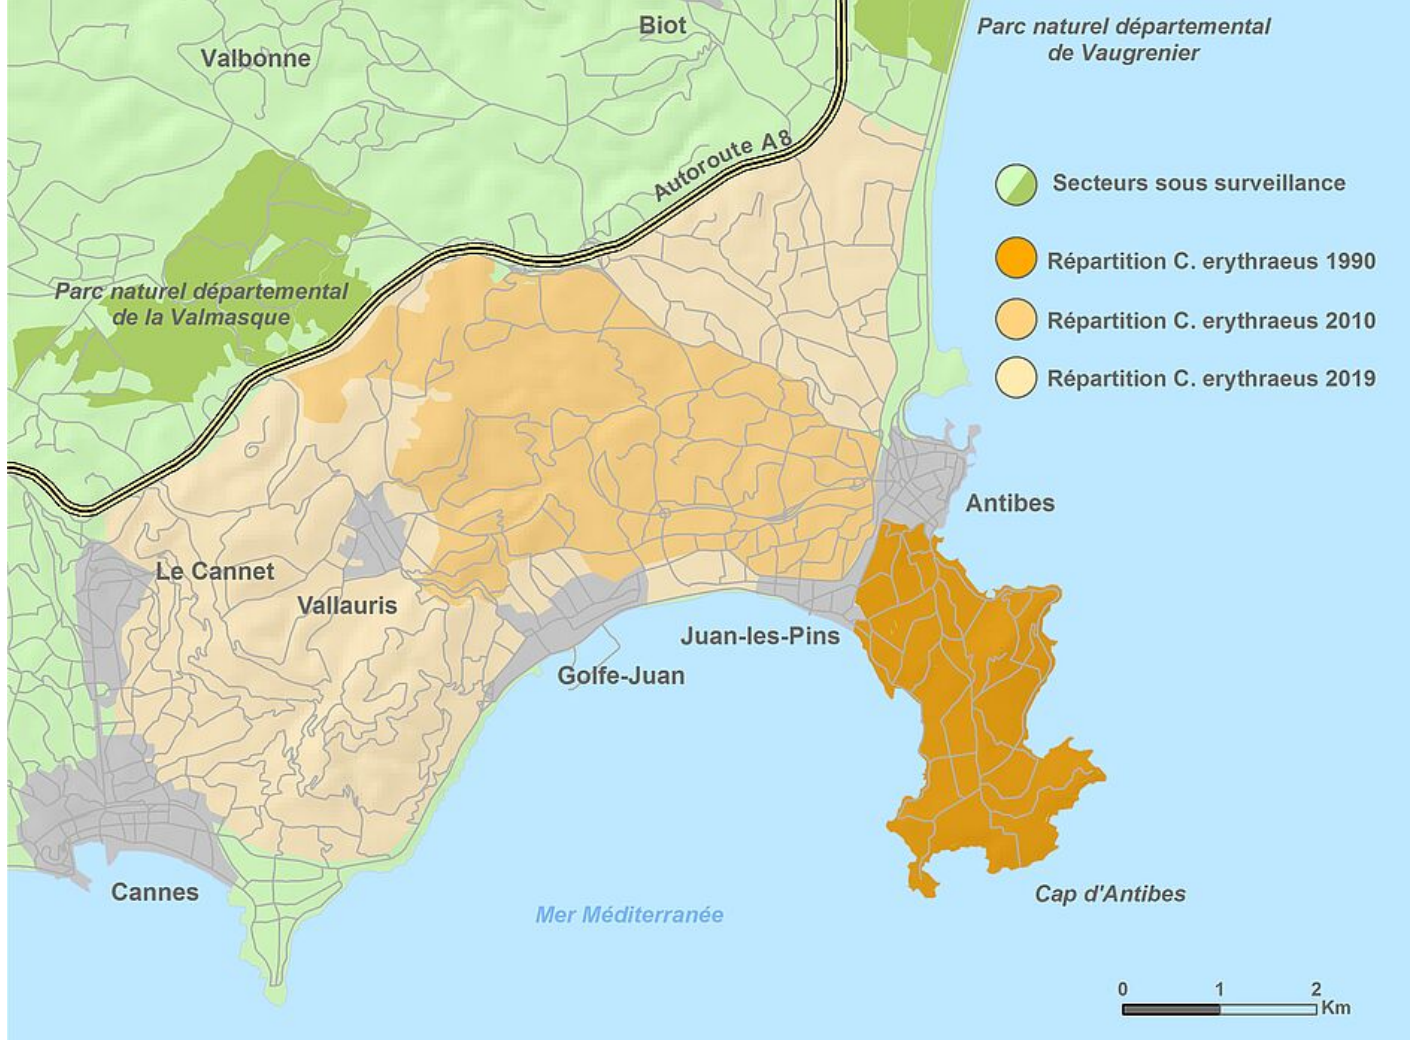 Biot
Parc naturel départemental
de Vaugrenier
Valbonne
Autoroute A8
Secteurs sous surveillance
Répartition C. erythraeus 1990
Parc naturel départemental
de la Valmasque
Répartition C. erythraeus 2010
Répartition C. erythraeus 2019
Antibes
Le Cannet
Vallauris
Juan-les-Pins
Golfe-Juan
Cannes
Cap d'Antibes
Mer Méditerranée
0 1 2
Km